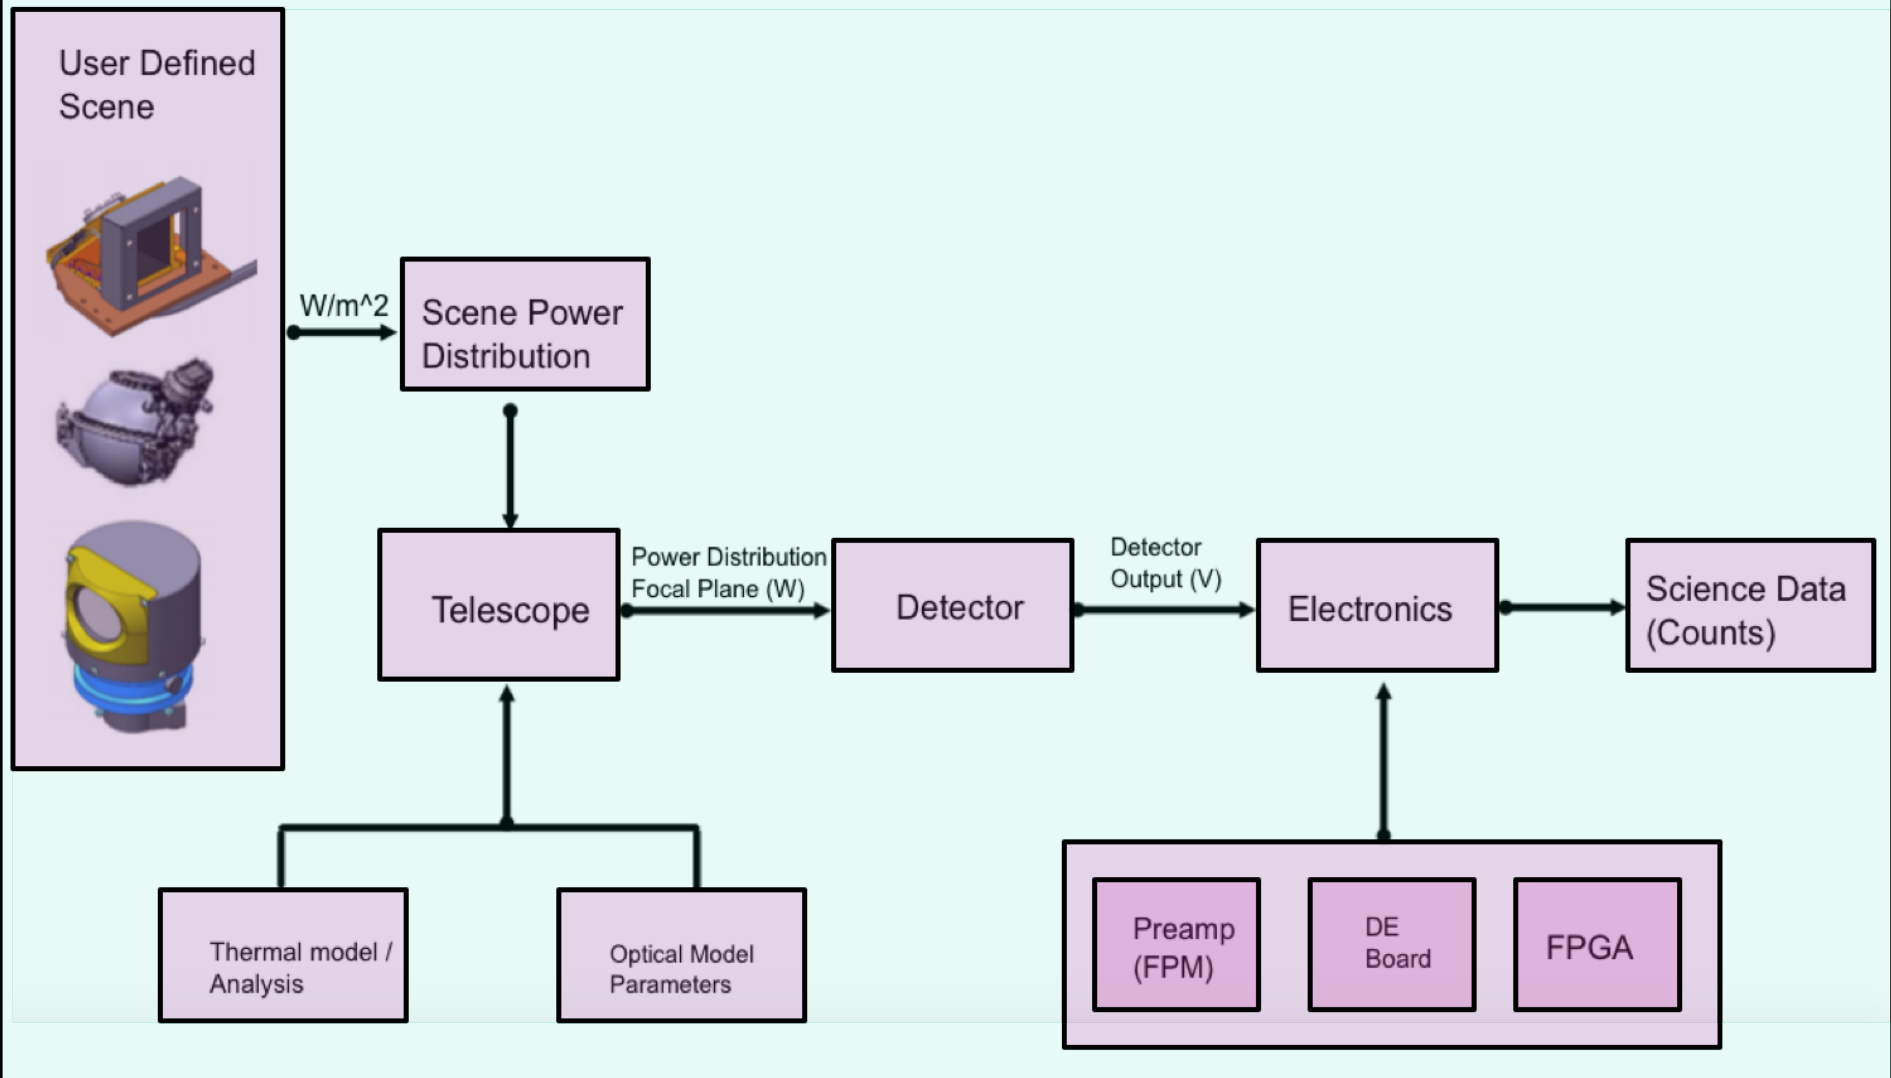 User Defined
Scene
W/m^2
Scene Power
Distribution
Telescope
Power Distribution
Focal Plane (W)
Detector
Detector
Output (V)
Electronics
Science Data
(Counts)
Thermal model /
Analysis
Optical Model
Parameters
Preamp
(FPM)
DE
Board
FPGA